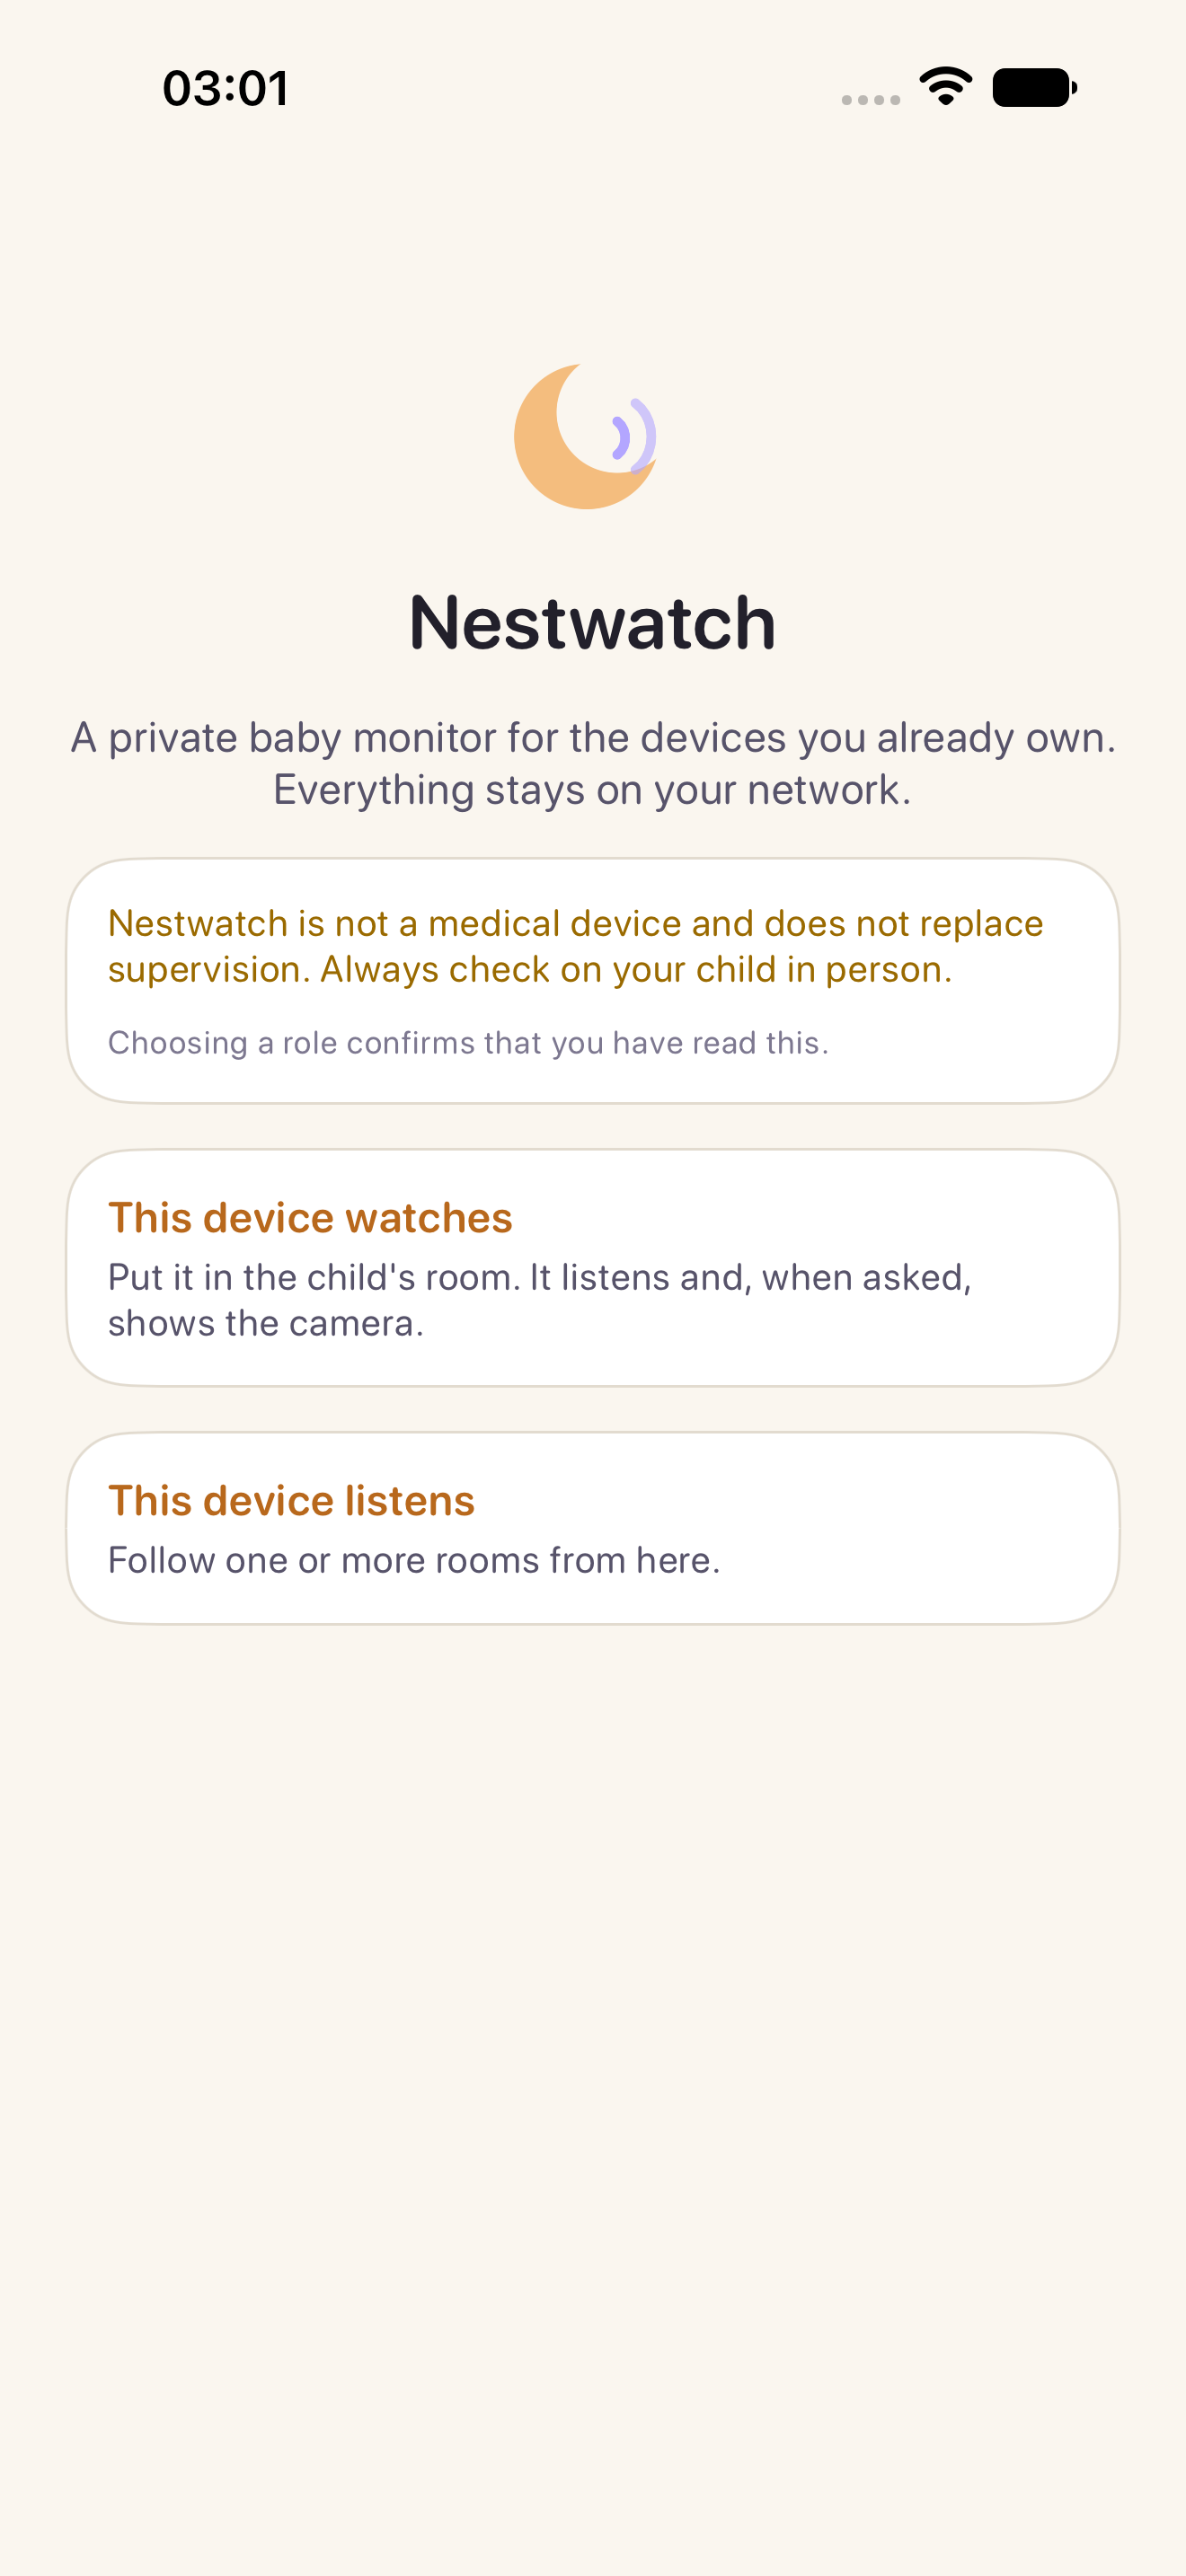 03:01
Nestwatch
A private baby monitor for the devices you already own.
Everything stays on your network.
Nestwatch is not a medical device and does not replace
supervision. Always check on your child in person.
Choosing a role confirms that you have read this.
This device watches
Put it in the child's room. It listens and, when asked,
shows the camera.
This device listens
Follow one or more rooms from here.